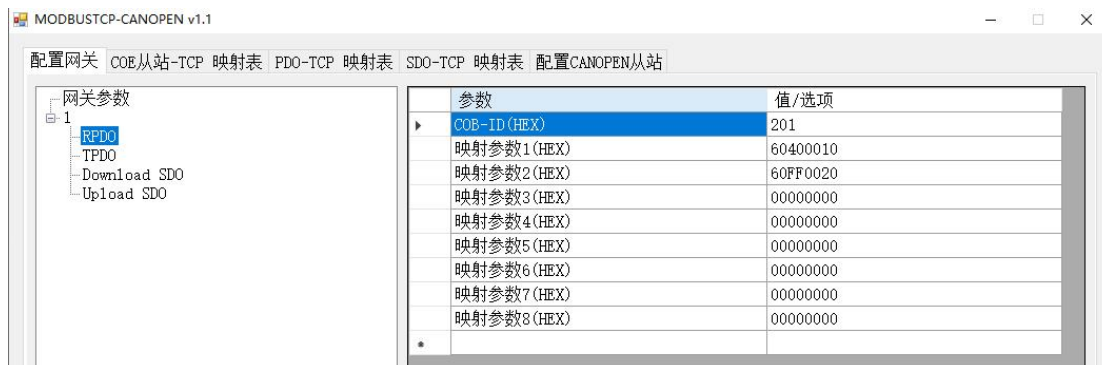 MODBUSTCP-CANOPEN v1.1
配置网关 COE从站-TCP 映射表 PDO-TCP 映射表 SDO-TCP 映射表 配置CANOPEN从站
网关参数
1
RPDO
TPDO
Download SDO
Upload SDO
参数 值/选项
COB-ID(HEX) 201
映射参数1(HEX) 60400010
映射参数2(HEX) 60FF0020
映射参数3(HEX) 00000000
映射参数4(HEX) 00000000
映射参数5(HEX) 00000000
映射参数6(HEX) 00000000
映射参数7(HEX) 00000000
映射参数8(HEX) 00000000